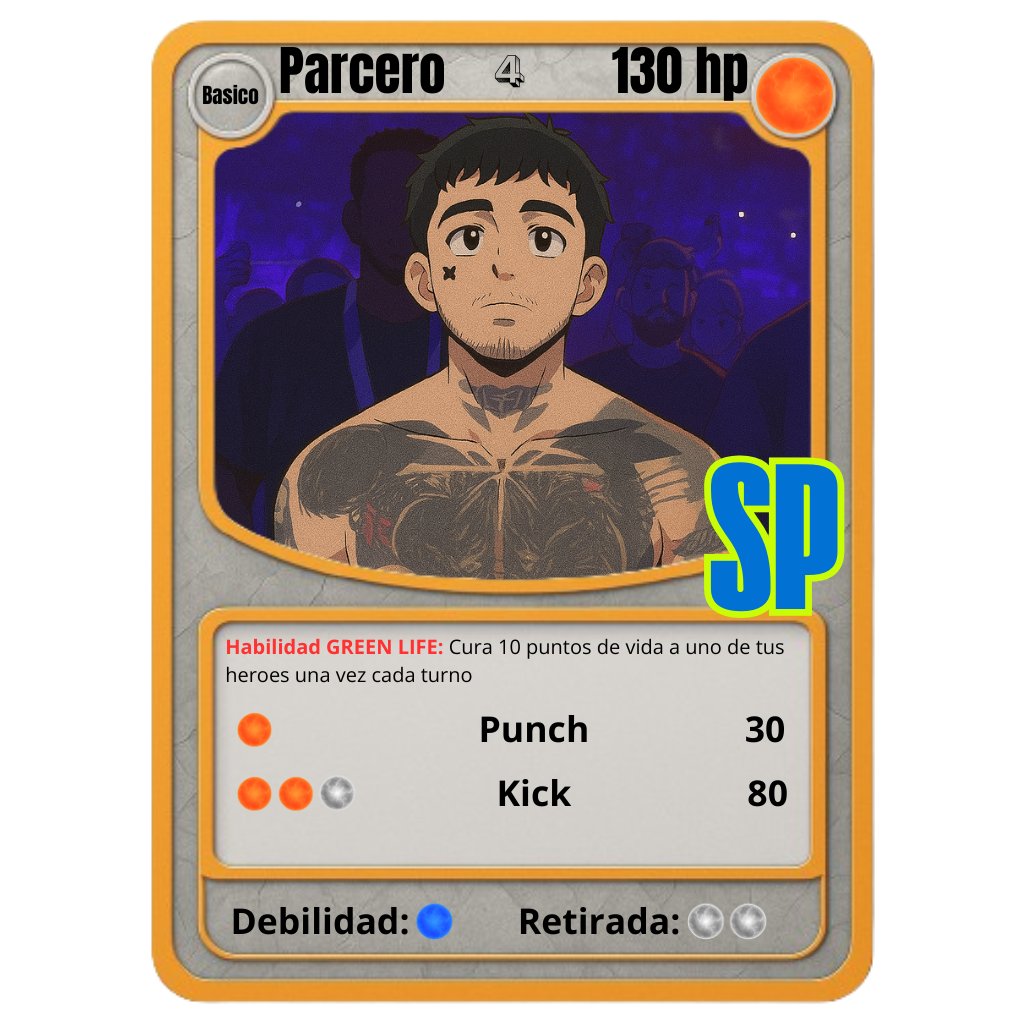 Basico Parcero 4 130 hp
SP
Habilidad GREEN LIFE: Cura 10 puntos de vida a uno de tus
heroes una vez cada turno
Punch 30
Kick 80
Debilidad: Retirada: